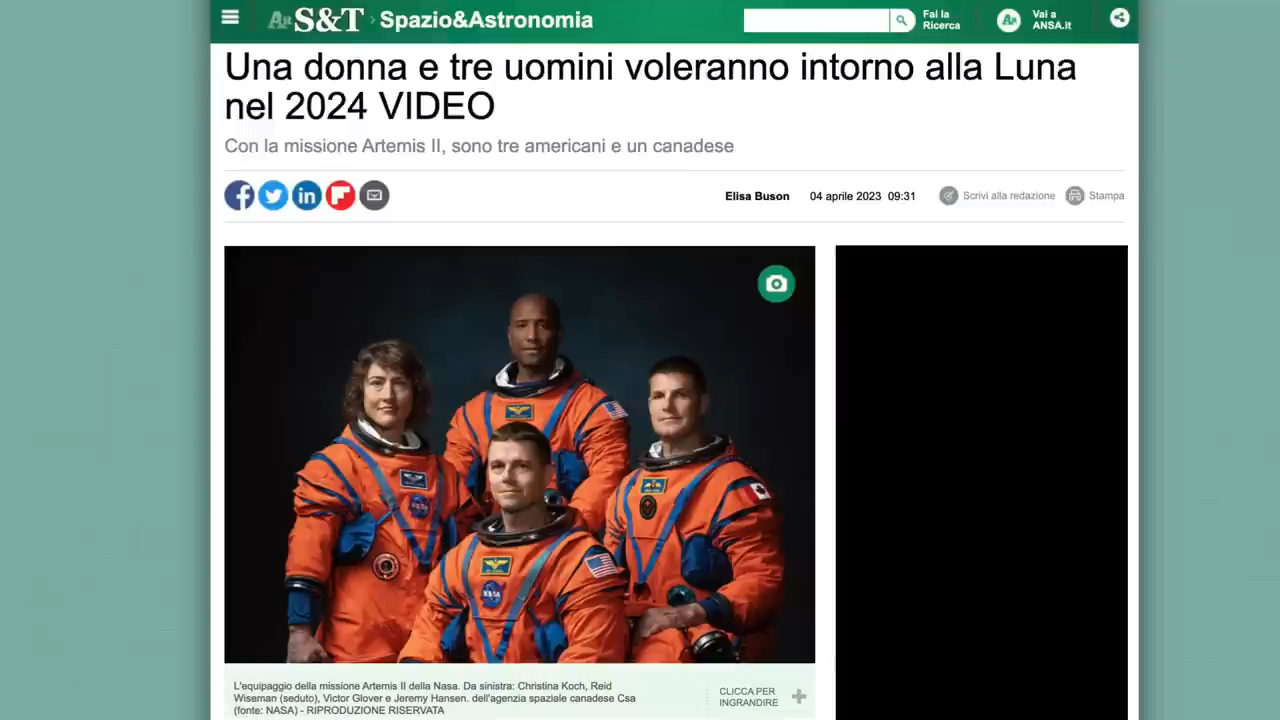 S&T Spazio&Astronomia
Fai la
Ricerca
Vai a
ANSA.it
Una donna e tre uomini voleranno intorno alla Luna
nel 2024 VIDEO
Con la missione Artemis II, sono tre americani e un canadese
Elisa Buson 04 aprile 2023 09:31 Scrivi alla redazione Stampa
NASA
NASA
L'equipaggio della missione Artemis II della Nasa. Da sinistra: Christina Koch, Reid
Wiseman (seduto), Victor Glover e Jeremy Hansen. dell'agenzia spaziale canadese Csa
(fonte: NASA) - RIPRODUZIONE RISERVATA
CLICCA PER
INGRANDIRE